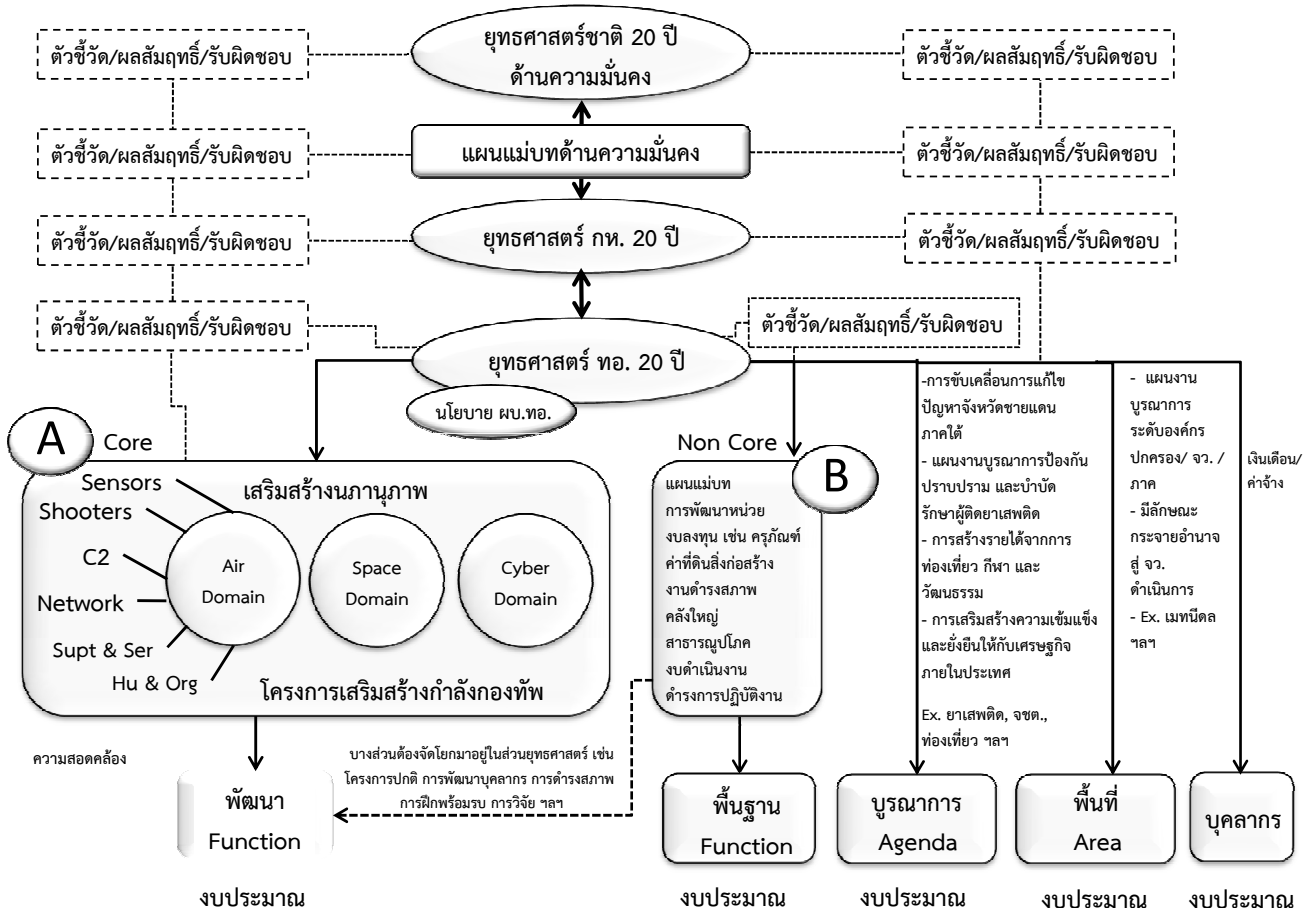 ยุทธศาสตร์ชาติ 20 ปี
ด้านความมั่นคง
ตัวชี้วัด/ผลสัมฤทธิ์/รับผิดชอบ
ตัวชี้วัด/ผลสัมฤทธิ์/รับผิดชอบ
ตัวชี้วัด/ผลสัมฤทธิ์/รับผิดชอบ
แผนแม่บทด้านความมั่นคง
ตัวชี้วัด/ผลสัมฤทธิ์/รับผิดชอบ
ตัวชี้วัด/ผลสัมฤทธิ์/รับผิดชอบ
ยุทธศาสตร์ กห. 20 ปี
ตัวชี้วัด/ผลสัมฤทธิ์/รับผิดชอบ
ตัวชี้วัด/ผลสัมฤทธิ์/รับผิดชอบ
ตัวชี้วัด/ผลสัมฤทธิ์/รับผิดชอบ
ยุทธศาสตร์ ทอ. 20 ปี
นโยบาย ผบ.ทอ.
A
Core
Sensors
Shooters
C2
Network
Supt & Ser
Hu & Org
เสริมสร้างนภานุภาพ
Air
Domain
Space
Domain
Cyber
Domain
โครงการเสริมสร้างกำลังกองทัพ
Non Core
B
แผนแม่บท
การพัฒนาหน่วย
งบลงทุน เช่น ครุภัณฑ์
ค่าที่ดินสิ่งก่อสร้าง
งานดำรงสภาพ
คลังใหญ่
สาธารณูปโภค
งบดำเนินงาน
ดำรงการปฏิบัติงาน
-การขับเคลื่อนการแก้ไข
ปัญหาจังหวัดชายแดน
ภาคใต้
- แผนงานบูรณาการป้องกัน
ปราบปราม และบำบัด
รักษาผู้ติดยาเสพติด
- การสร้างรายได้จากการ
ท่องเที่ยว กีฬา และ
วัฒนธรรม
- การเสริมสร้างความเข้มแข็ง
และยั่งยืนให้กับเศรษฐกิจ
ภายในประเทศ
Ex. ยาเสพติด, จชต.,
ท่องเที่ยว ฯลฯ
- แผนงาน
บูรณาการ
ระดับองค์กร
ปกครอง/ จว. /
ภาค
- มีลักษณะ
กระจายอำนาจ
สู่ จว.
ดำเนินการ
- Ex. เมทนีดล
ฯลฯ
เงินเดือน/
ค่าจ้าง
ความสอดคล้อง
บางส่วนต้องจัดโยกมาอยู่ในส่วนยุทธศาสตร์ เช่น
โครงการปกติ การพัฒนาบุคลากร การดำรงสภาพ
การฝึกพร้อมรบ การวิจัย ฯลฯ
พัฒนา
Function
พื้นฐาน
Function
บูรณาการ
Agenda
พื้นที่
Area
บุคลากร
งบประมาณ
งบประมาณ
งบประมาณ
งบประมาณ
งบประมาณ